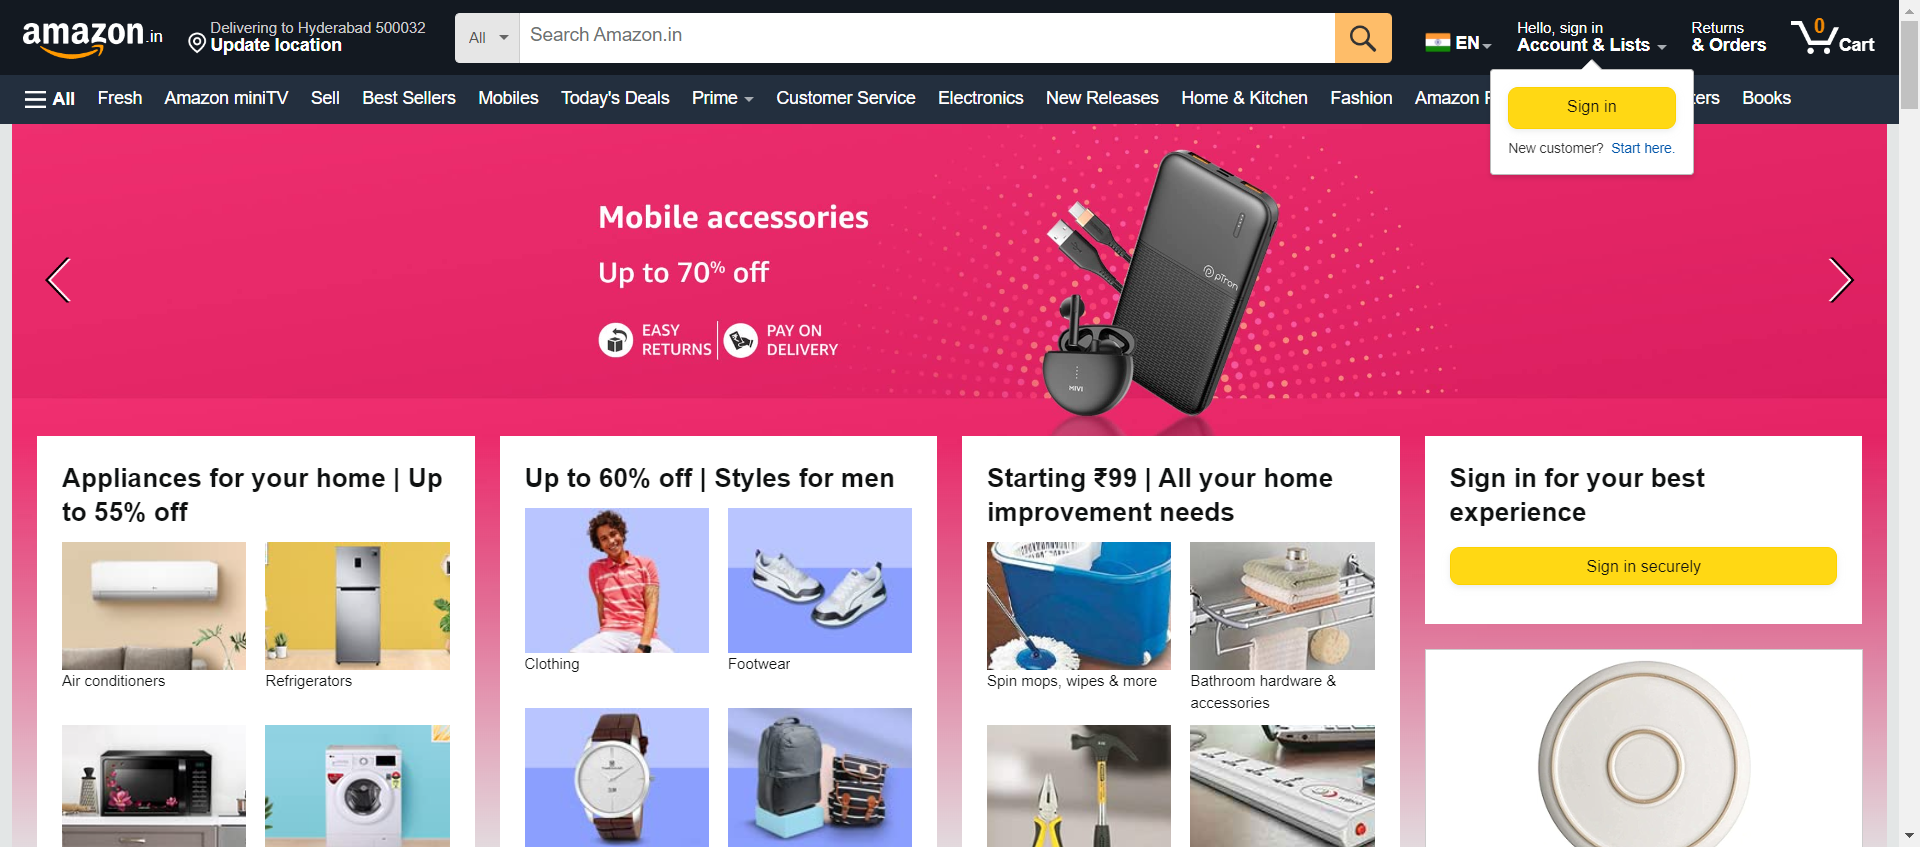 amazon.in
Delivering to Hyderabad 500032
Update location
All
Search Amazon.in
EN
Hello, sign in
Account & Lists
Returns
& Orders
0
Cart
All
Fresh
Amazon miniTV
Sell
Best Sellers
Mobiles
Today's Deals
Prime
Customer Service
Electronics
New Releases
Home & Kitchen
Fashion
Amazon
Books
Sign in
New customer? Start here.
Mobile accessories
Up to 70% off
EASY
RETURNS
PAY ON
DELIVERY
pTron
MIVI
Appliances for your home | Up
to 55% off
Air conditioners
Refrigerators
Up to 60% off | Styles for men
Clothing
Footwear
Starting ₹99 | All your home
improvement needs
Spin mops, wipes & more
Bathroom hardware &
accessories
Sign in for your best
experience
Sign in securely